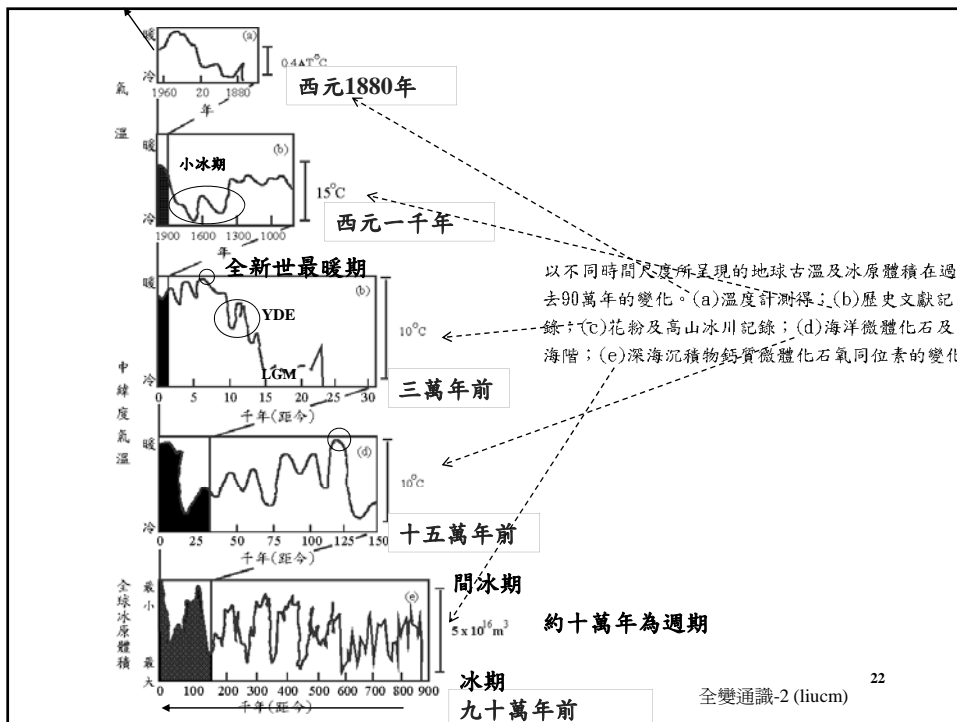 暖
(a)
0.4ΔT°C
冷
1960 20 1880
年
西元1880年
氣溫
暖
(b)
小冰期
15°C
冷
1900 1600 1300 1000
年
西元一千年
全新世最暖期
暖
(b)
YDE
10°C
LGM
冷
0 5 10 15 20 25 30
千年(距今)
三萬年前
中緯度氣溫
暖
(d)
10°C
冷
0 25 50 75 100 125 150
千年(距今)
十五萬年前
全球冰原體積
最小
(e)
間冰期
5 x 10^16 m^3
約十萬年為週期
最大
冰期
0 100 200 300 400 500 600 700 800 900
千年(距今)
九十萬年前
以不同時間尺度所呈現的地球古溫及冰原體積在過
去90萬年的變化。(a)溫度計測得；(b)歷史文獻記
錄；(c)花粉及高山冰川記錄；(d)海洋微體化石及
海階；(e)深海沉積物鈣質微體化石氧同位素的變化
全變通識-2 (liucm)
22